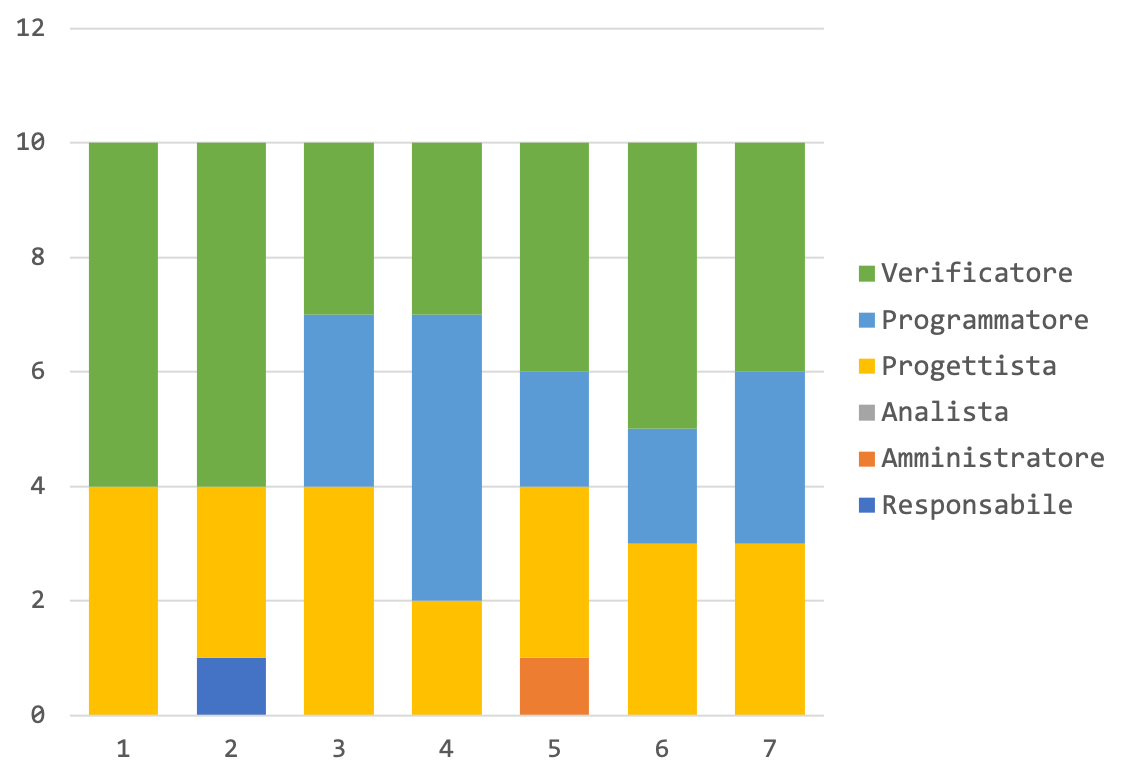 12
10
8
6
4
2
0
1 2 3 4 5 6 7
Verificatore
Programmatore
Progettista
Analista
Amministratore
Responsabile